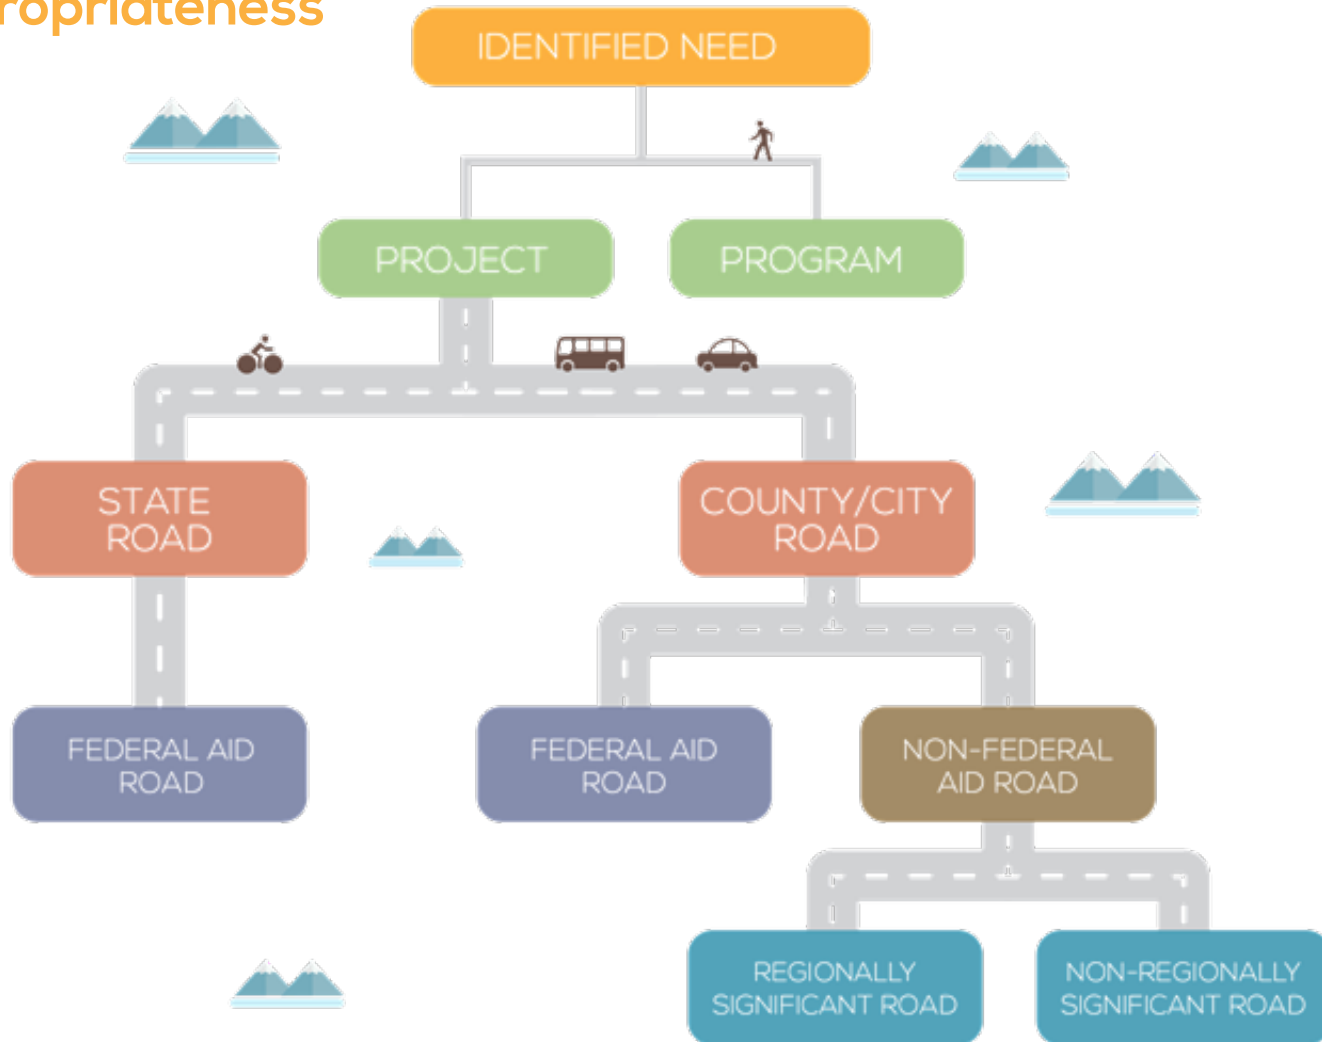 ropriateness
IDENTIFIED NEED
PROJECT
PROGRAM
STATE
ROAD
COUNTY/CITY
ROAD
FEDERAL AID
ROAD
FEDERAL AID
ROAD
NON-FEDERAL
AID ROAD
REGIONALLY
SIGNIFICANT ROAD
NON-REGIONALLY
SIGNIFICANT ROAD